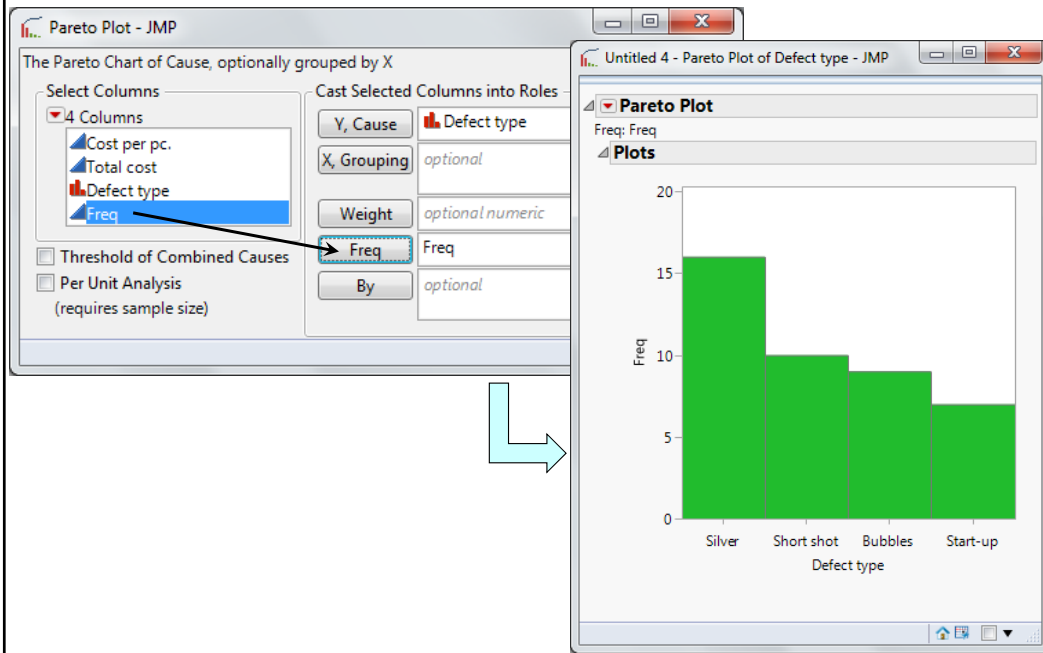 Pareto Plot - JMP
The Pareto Chart of Cause, optionally grouped by X
Select Columns
4 Columns
Cost per pc.
Total cost
Defect type
Freq
Threshold of Combined Causes
Per Unit Analysis
(requires sample size)
Cast Selected Columns into Roles
Y, Cause Defect type
X, Grouping optional
Weight optional numeric
Freq Freq
By optional
Untitled 4 - Pareto Plot of Defect type - JMP
Pareto Plot
Freq: Freq
Plots
20
15
10
5
0
Freq
Silver Short shot Bubbles Start-up
Defect type